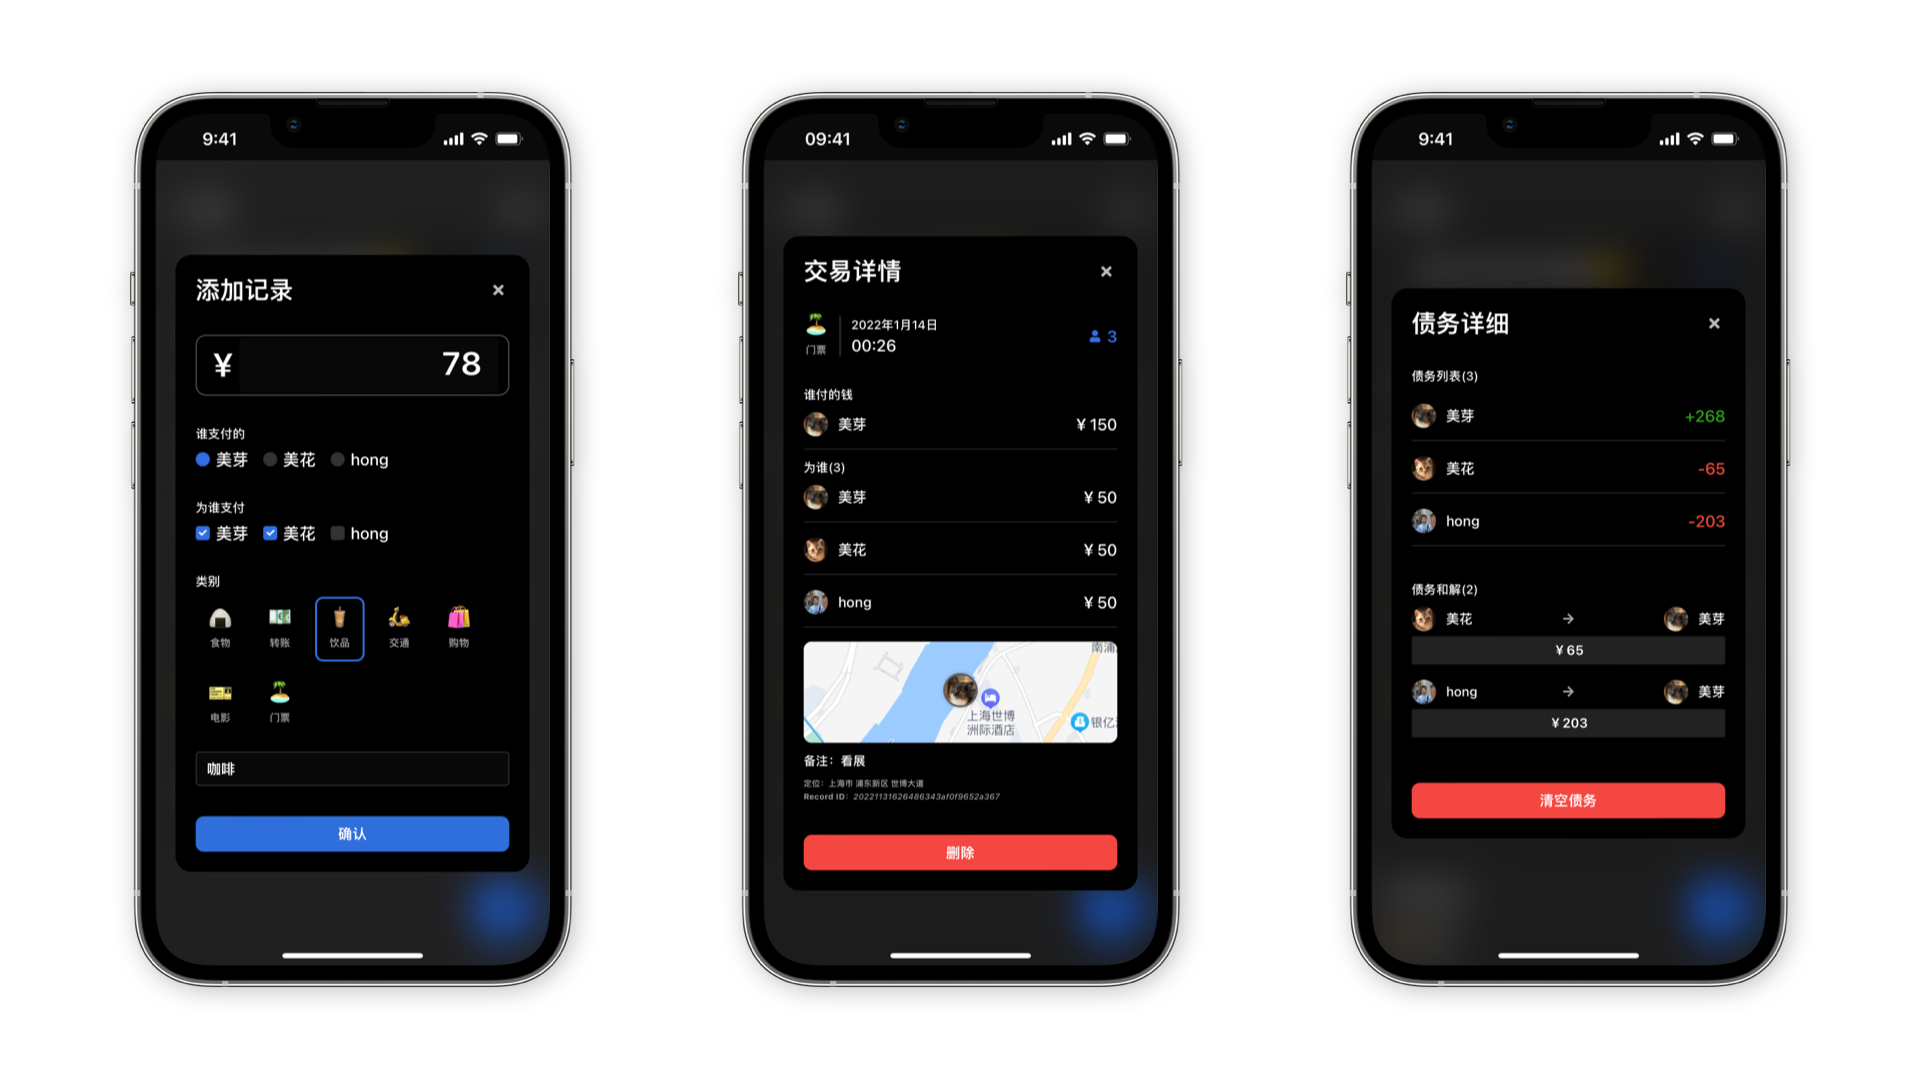 9:41
添加记录
¥ 78
谁支付的
美芽 美花 hong
为谁支付
美芽 美花 hong
类别
食物 转账 饮品 交通 购物
电影 门票
咖啡
确认
09:41
交易详情
门票
2022年1月14日
00:26
3
谁付的钱
美芽 ¥ 150
为谁(3)
美芽 ¥ 50
美花 ¥ 50
hong ¥ 50
南浦
上海世博
洲际酒店
银亿
备注：看展
定位：上海市 浦东新区 世博大道
Record ID：20221131626486343af0f9652a367
删除
9:41
债务详细
债务列表(3)
美芽 +268
美花 -65
hong -203
债务和解(2)
美花 → 美芽
¥ 65
hong → 美芽
¥ 203
清空债务